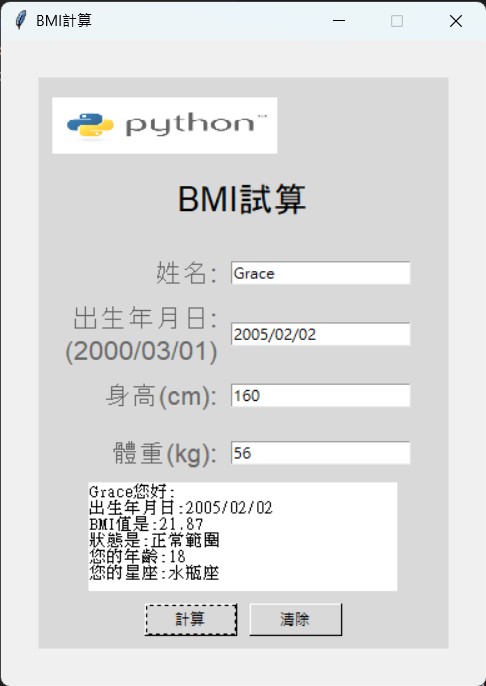 BMI計算
python™
BMI試算
姓名: Grace
出生年月日:
(2000/03/01) 2005/02/02
身高(cm): 160
體重(kg): 56
Grace您好:
出生年月日:2005/02/02
BMI值是:21.87
狀態是:正常範圍
您的年齡:18
您的星座:水瓶座
計算 清除